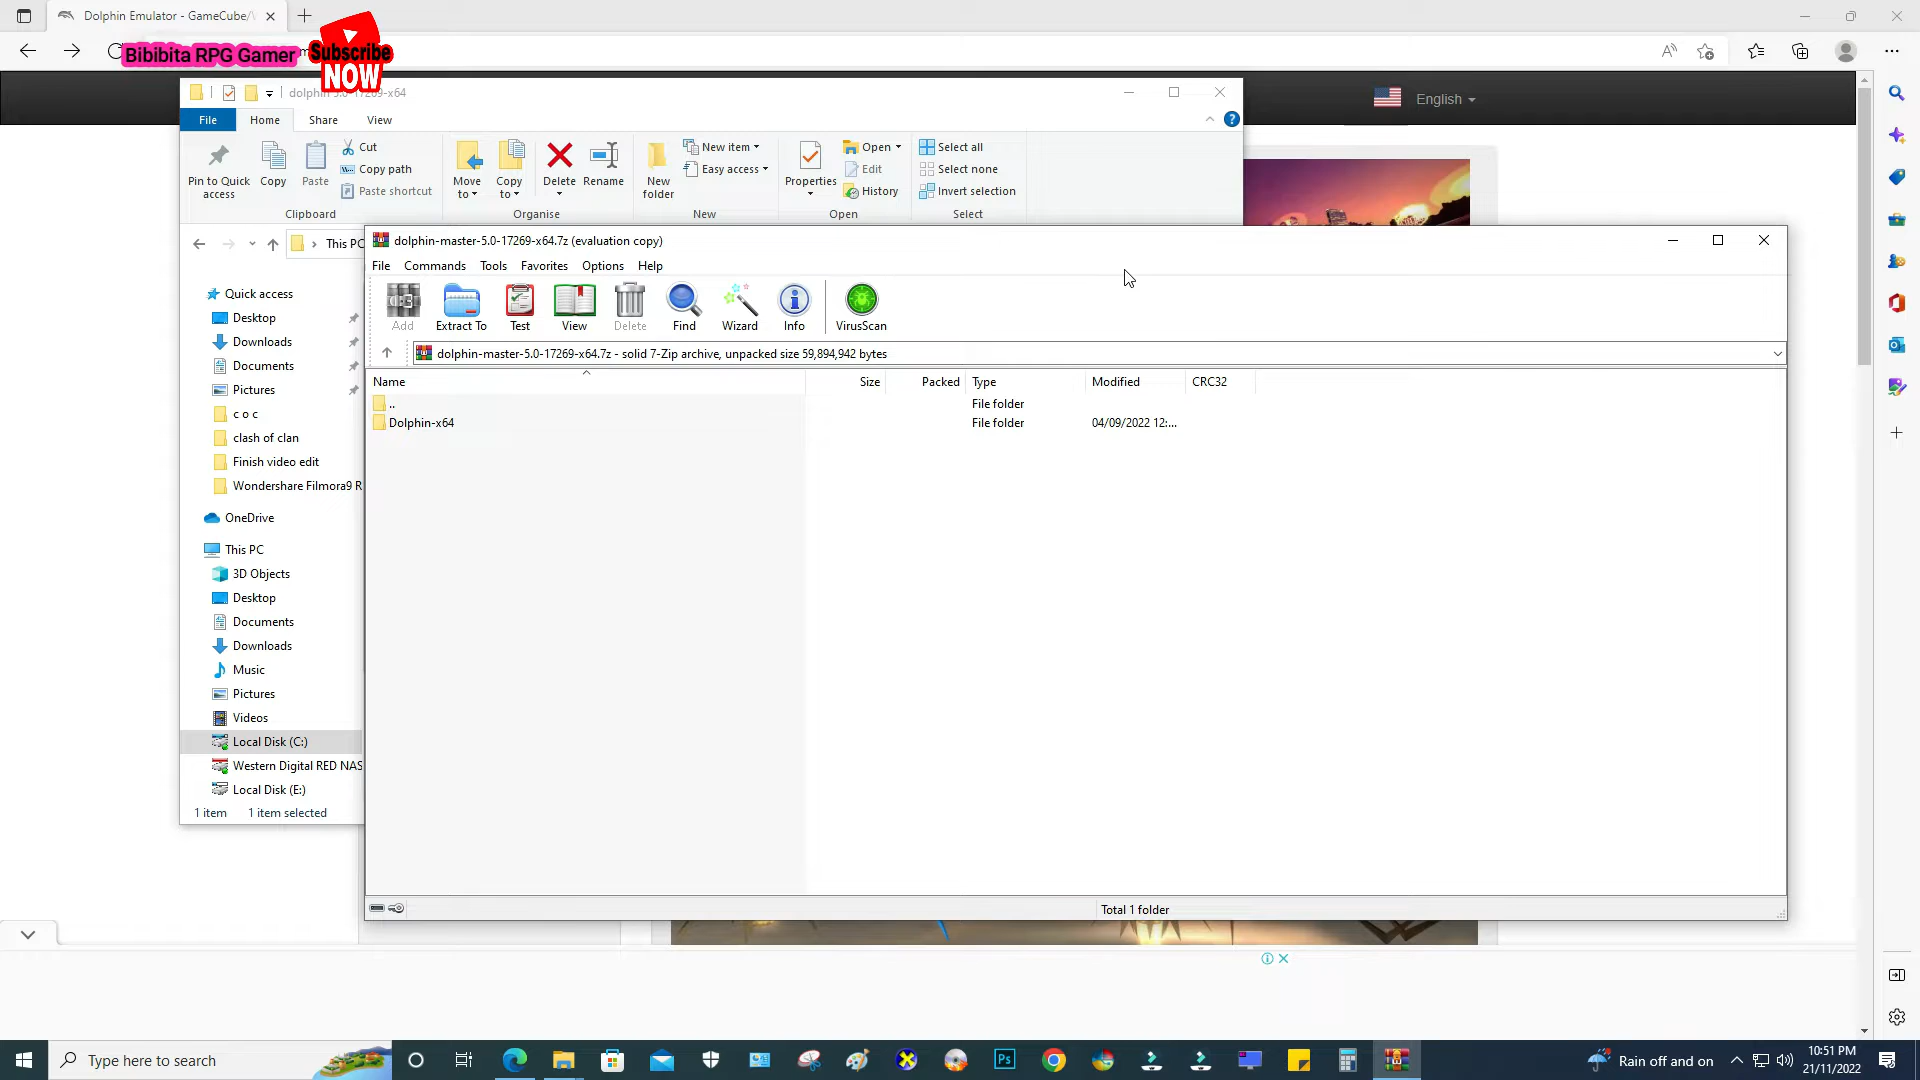 Dolphin Emulator - GameCube/
Bibibita RPG Gamer
Subscribe
NOW
English
dolphin-5.0-17269-x64
File
Home
Share
View
Pin to Quick
access
Copy
Paste
Cut
Copy path
Paste shortcut
Clipboard
Move
to
Copy
to
Delete
Rename
Organise
New
folder
New item
Easy access
New
Properties
Open
Edit
History
Open
Select all
Select none
Invert selection
Select
This PC
dolphin-master-5.0-17269-x64.7z (evaluation copy)
File
Commands
Tools
Favorites
Options
Help
Add
Extract To
Test
View
Delete
Find
Wizard
Info
VirusScan
dolphin-master-5.0-17269-x64.7z - solid 7-Zip archive, unpacked size 59,894,942 bytes
Name
Size
Packed
Type
Modified
CRC32
..
File folder
Dolphin-x64
File folder
04/09/2022 12:...
Total 1 folder
Quick access
Desktop
Downloads
Documents
Pictures
c o c
clash of clan
Finish video edit
Wondershare Filmora9 R
OneDrive
This PC
3D Objects
Desktop
Documents
Downloads
Music
Pictures
Videos
Local Disk (C:)
Western Digital RED NAS
Local Disk (E:)
1 item
1 item selected
Type here to search
Ps
Rain off and on
10:51 PM
21/11/2022